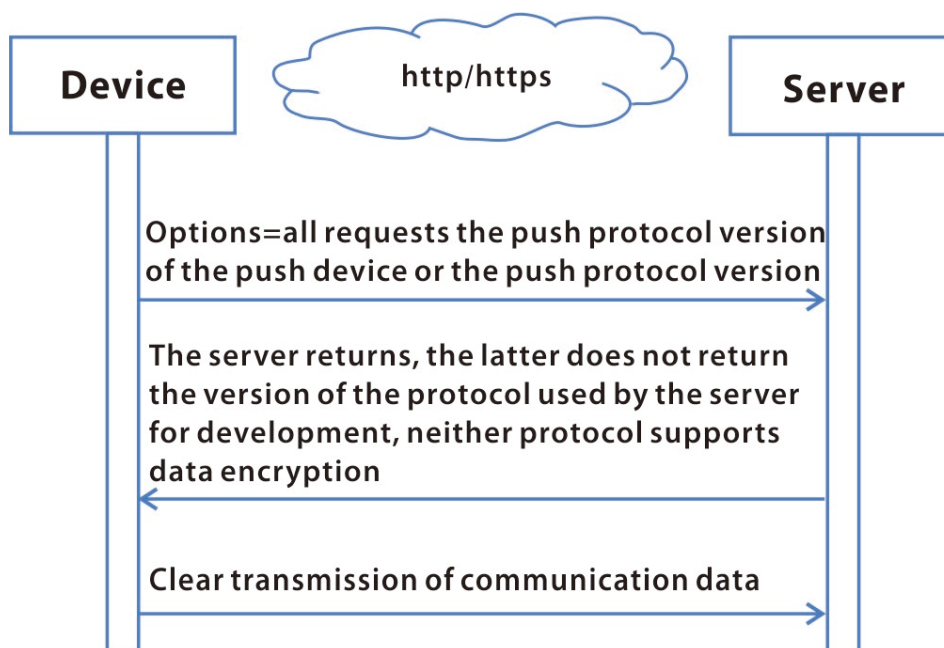 Device
http/https
Server
Options=all requests the push protocol version
of the push device or the push protocol version
The server returns, the latter does not return
the version of the protocol used by the server
for development, neither protocol supports
data encryption
Clear transmission of communication data